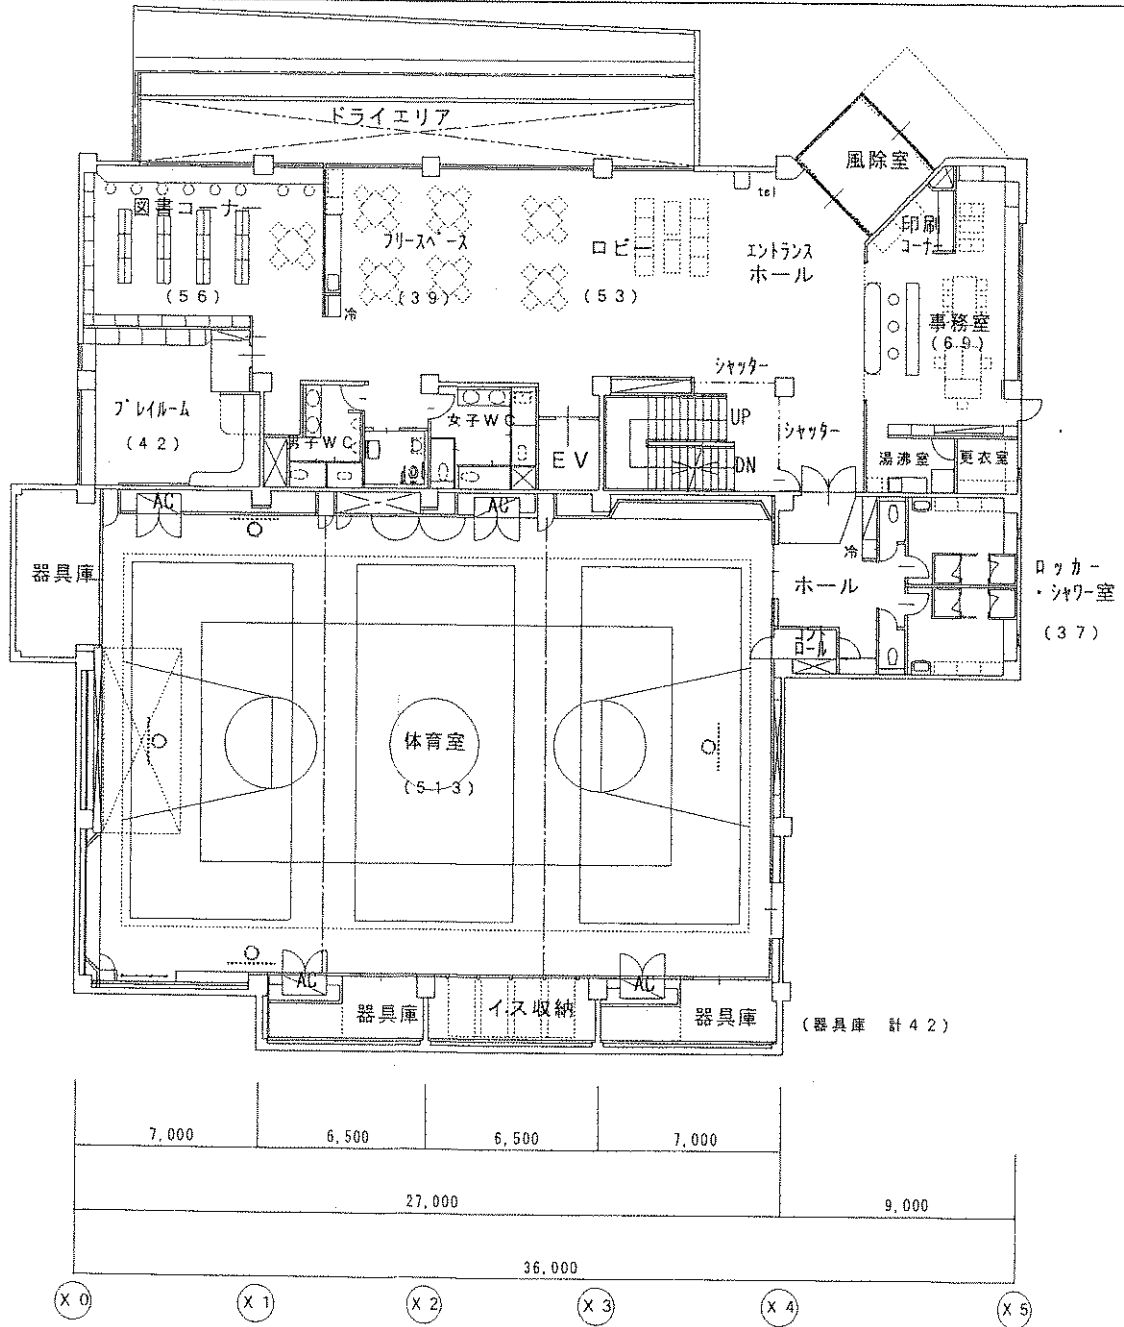 ドライエリア
風除室
tel
図書コーナー
フリースペース
ロビー
エントランス
ホール
印刷
コーナー
(56)
(39)
(53)
冷
事務室
(69)
シャッター
プレイルーム
(42)
男子WC
女子WC
EV
UP
DN
シャッター
湯沸室
更衣室
AC
AC
器具庫
冷
ホール
ロッカー
・シャワー室
(37)
コント
ロール
体育室
(513)
AC
AC
器具庫
イス収納
器具庫
(器具庫 計42)
7,000
6,500
6,500
7,000
27,000
9,000
36,000
X0
X1
X2
X3
X4
X5